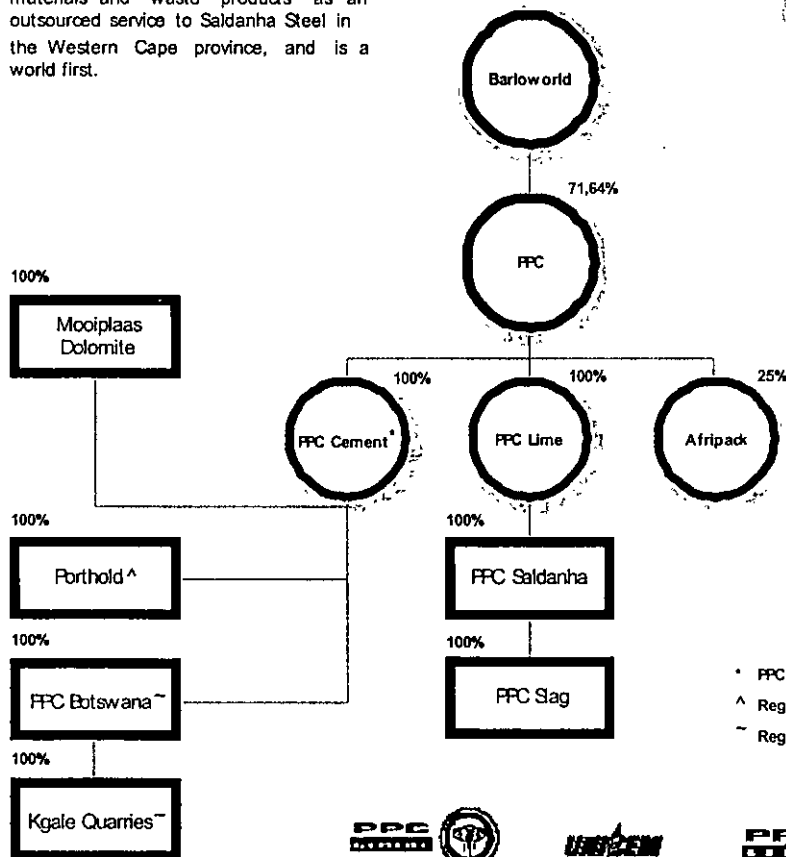 materials and waste products as an
outsourced service to Saldanha Steel in
the Western Cape province, and is a
world first.
Barloworld
71,64%
PPC
100%
Mooiplaas
Dolomite
100%
PPC Cement*
100%
PPC Lime
25%
Afripack
100%
Porthold ^
100%
PPC Saldanha
100%
PPC Botswana~
100%
PPC Slag
100%
Kgale Quarries~
* PPC
^ Reg
~ Reg
PPC
UNICEM